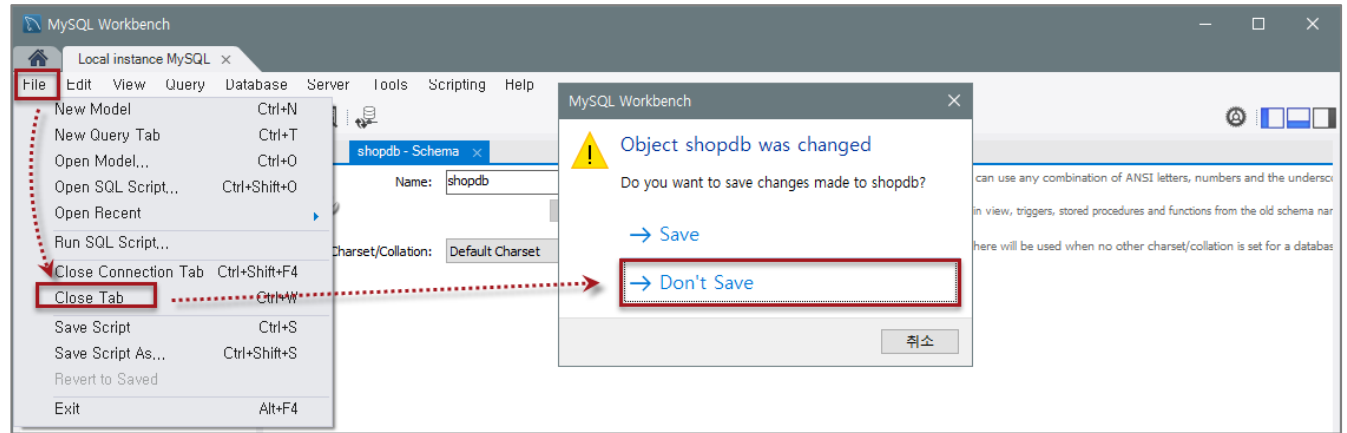 MySQL Workbench
Local instance MySQL ×
File Edit View Query Database Server Tools Scripting Help
New Model Ctrl+N
New Query Tab Ctrl+T
Open Model... Ctrl+O
Open SQL Script... Ctrl+Shift+O
Open Recent
Run SQL Script...
Close Connection Tab Ctrl+Shift+F4
Close Tab Ctrl+W
Save Script Ctrl+S
Save Script As... Ctrl+Shift+S
Revert to Saved
Exit Alt+F4
shopdb - Schema ×
Name: shopdb
Charset/Collation: Default Charset
MySQL Workbench
Object shopdb was changed
Do you want to save changes made to shopdb?
→ Save
→ Don't Save
취소
can use any combination of ANSI letters, numbers and the
in view, triggers, stored procedures and functions from the old schema
here will be used when no other charset/collation is set for a